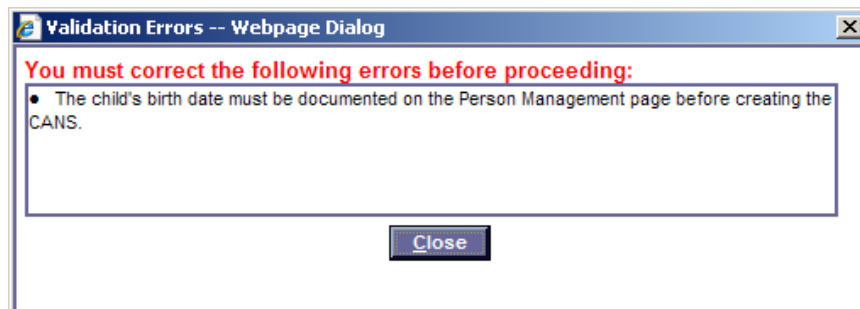 Validation Errors -- Webpage Dialog
You must correct the following errors before proceeding:
● The child's birth date must be documented on the Person Management page before creating the
CANS.
Close